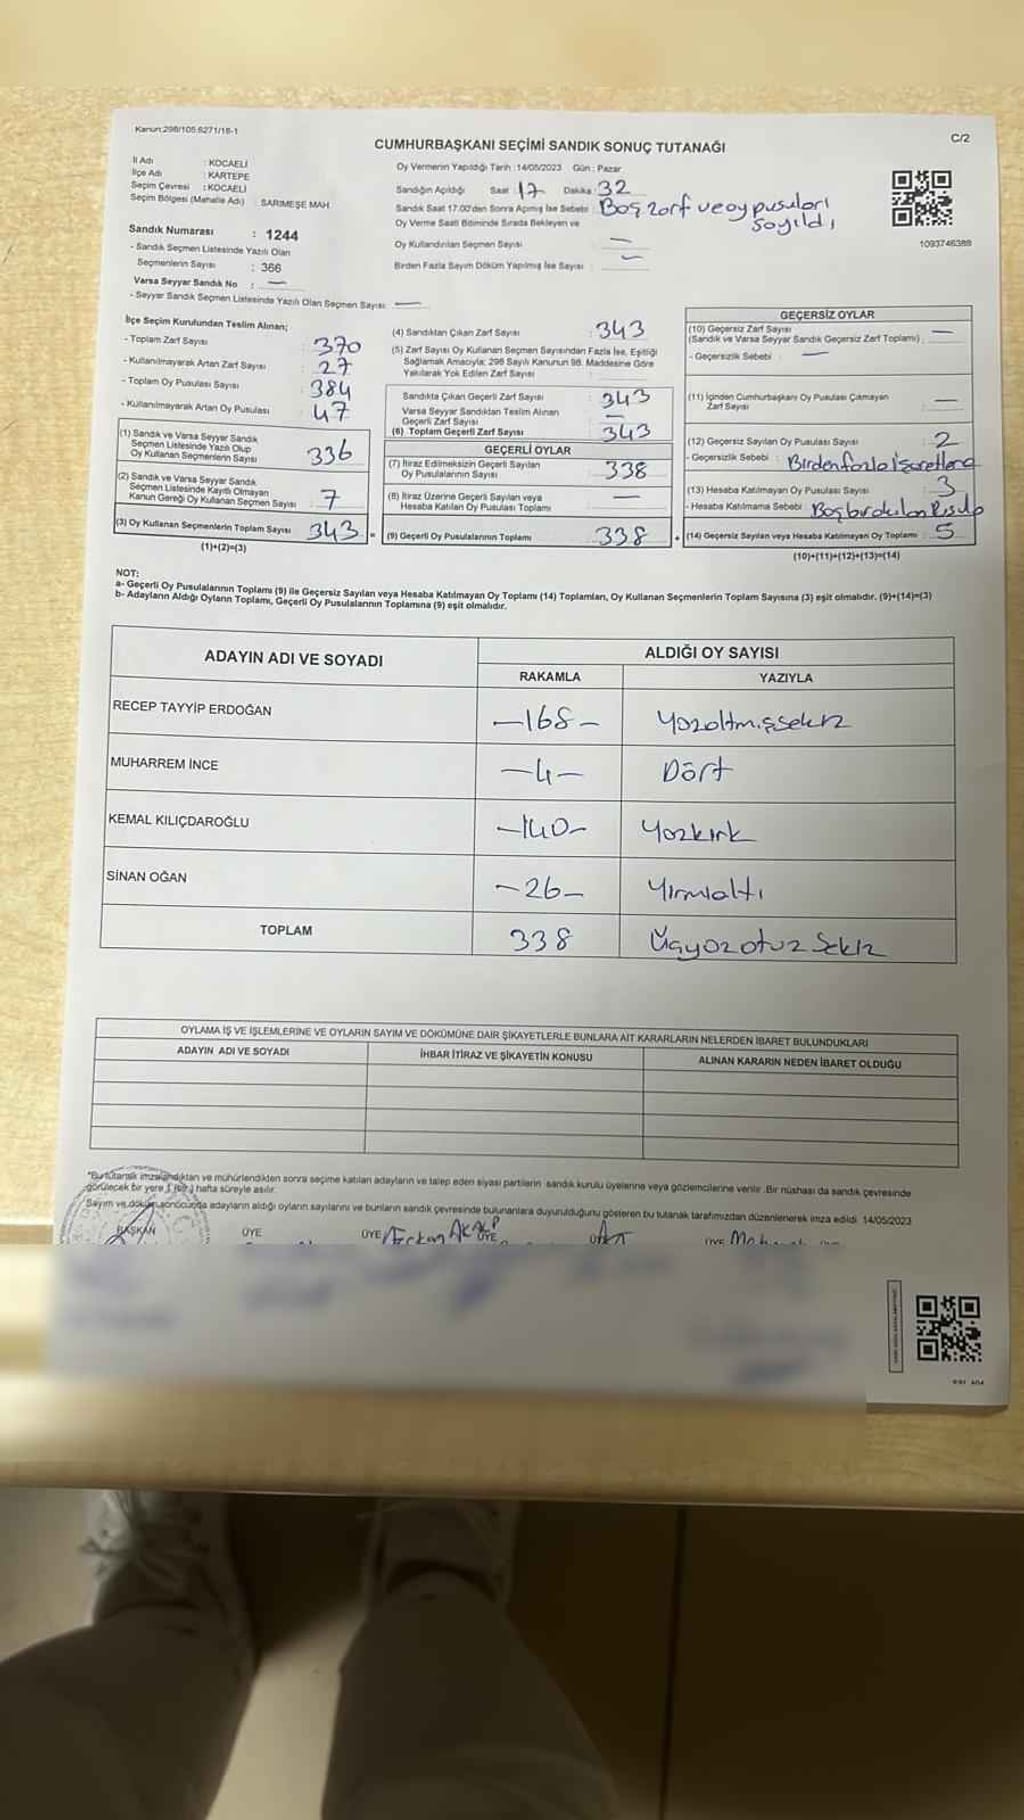 Kanun:298/105.6271/16-1
CUMHURBAŞKANI SEÇİMİ SANDIK SONUÇ TUTANAĞI
C/2
İl Adı : KOCAELİ
İlçe Adı : KARTEPE
Seçim Çevresi : KOCAELİ
Seçim Bölgesi (Mahalle Adı) : SARIMEŞE MAH.
Sandık Numarası : 1244
- Sandık Seçmen Listesinde Yazılı Olan
Seçmenlerin Sayısı : 366
Varsa Seyyar Sandık No : —
- Seyyar Sandık Seçmen Listesinde Yazılı Olan Seçmen Sayısı: —
Oy Vermenin Yapıldığı Tarih :14/05/2023 Gün : Pazar
Sandığın Açıldığı Saat : 17 Dakika : 32
Sandık Saat 17.00'den Sonra Açılmış İse Sebebi : Boş zarf ve oy pusulaları
sayıldı
Oy Verme Saati Bitiminde Sırada Bekleyen ve
Oy Kullandırılan Seçmen Sayısı : —
Birden Fazla Sayım Döküm Yapılmış İse Sayısı : —
1093746388
İlçe Seçim Kurulundan Teslim Alınan;
- Toplam Zarf Sayısı : 370
- Kullanılmayarak Artan Zarf Sayısı : 27
- Toplam Oy Pusulası Sayısı : 384
- Kullanılmayarak Artan Oy Pusulası : 47
(1) Sandık ve Varsa Seyyar Sandık
Seçmen Listesinde Yazılı Olup
Oy Kullanan Seçmenlerin Sayısı : 336
(2) Sandık ve Varsa Seyyar Sandık
Seçmen Listesinde Kayıtlı Olmayan
Kanun Gereği Oy Kullanan Seçmen Sayısı : 7
(3) Oy Kullanan Seçmenlerin Toplam Sayısı : 343 =
(1)+(2)=(3)
(4) Sandıktan Çıkan Zarf Sayısı : 343
(5) Zarf Sayısı Oy Kullanan Seçmen Sayısından Fazla İse, Eşitliği
Sağlamak Amacıyla; 298 Sayılı Kanunun 98. Maddesine Göre
Yakılarak Yok Edilen Zarf Sayısı :
Sandıkta Çıkan Geçerli Zarf Sayısı : 343
Varsa Seyyar Sandıktan Teslim Alınan
Geçerli Zarf Sayısı : —
(6) Toplam Geçerli Zarf Sayısı : 343
GEÇERLİ OYLAR
(7) İtiraz Edilmeksizin Geçerli Sayılan
Oy Pusulalarının Sayısı : 338
(8) İtiraz Üzerine Geçerli Sayılan veya
Hesaba Katılan Oy Pusulası Toplamı : —
(9) Geçerli Oy Pusulalarının Toplamı : 338 +
GEÇERSİZ OYLAR
(10) Geçersiz Zarf Sayısı
(Sandık ve Varsa Seyyar Sandık Geçersiz Zarf Toplamı) : —
- Geçersizlik Sebebi : —
(11) İçinden Cumhurbaşkanı Oy Pusulası Çıkmayan
Zarf Sayısı : —
(12) Geçersiz Sayılan Oy Pusulası Sayısı : 2
- Geçersizlik Sebebi : Birden fazla işaretleme
(13) Hesaba Katılmayan Oy Pusulası Sayısı : 3
- Hesaba Katılmama Sebebi : Boş bırakılan Pusula
(14) Geçersiz Sayılan veya Hesaba Katılmayan Oy Toplamı : 5
(10)+(11)+(12)+(13)=(14)
NOT:
a- Geçerli Oy Pusulalarının Toplamı (9) ile Geçersiz Sayılan veya Hesaba Katılmayan Oy Toplamı (14) Toplamları, Oy Kullanan Seçmenlerin Toplam Sayısına (3) eşit olmalıdır. (9)+(14)=(3)
b- Adayların Aldığı Oyların Toplamı, Geçerli Oy Pusulalarının Toplamına (9) eşit olmalıdır.
ADAYIN ADI VE SOYADI
ALDIĞI OY SAYISI
RAKAMLA YAZIYLA
RECEP TAYYİP ERDOĞAN -168- Yüzaltmışsekiz
MUHARREM İNCE -4- Dört
KEMAL KILIÇDAROĞLU -140- Yüzkırk
SİNAN OĞAN -26- Yirmialtı
TOPLAM 338 Üçyüzotuz Sekiz
OYLAMA İŞ VE İŞLEMLERİNE VE OYLARIN SAYIM VE DÖKÜMÜNE DAİR ŞİKAYETLERLE BUNLARA AİT KARARLARIN NELERDEN İBARET BULUNDUKLARI
ADAYIN ADI VE SOYADI İHBAR İTİRAZ VE ŞİKAYETİN KONUSU ALINAN KARARIN NEDEN İBARET OLDUĞU
*Bu tutanak imzalandıktan ve mühürlendikten sonra seçime katılan adayların ve talep eden siyasi partilerin sandık kurulu üyelerine veya gözlemcilerine verilir .Bir nüshası da sandık çevresinde
görülecek bir yere 1 (bir) hafta süreyle asılır.
Sayım ve döküm sonucunda adayların aldığı oyların sayılarını ve bunların sandık çevresinde bulunanlara duyurulduğunu gösteren bu tutanak tarafımızdan düzenlenerek imza edildi. 14/05/2023
BAŞKAN ÜYE ÜYE ÜYE ÜYE ÜYE